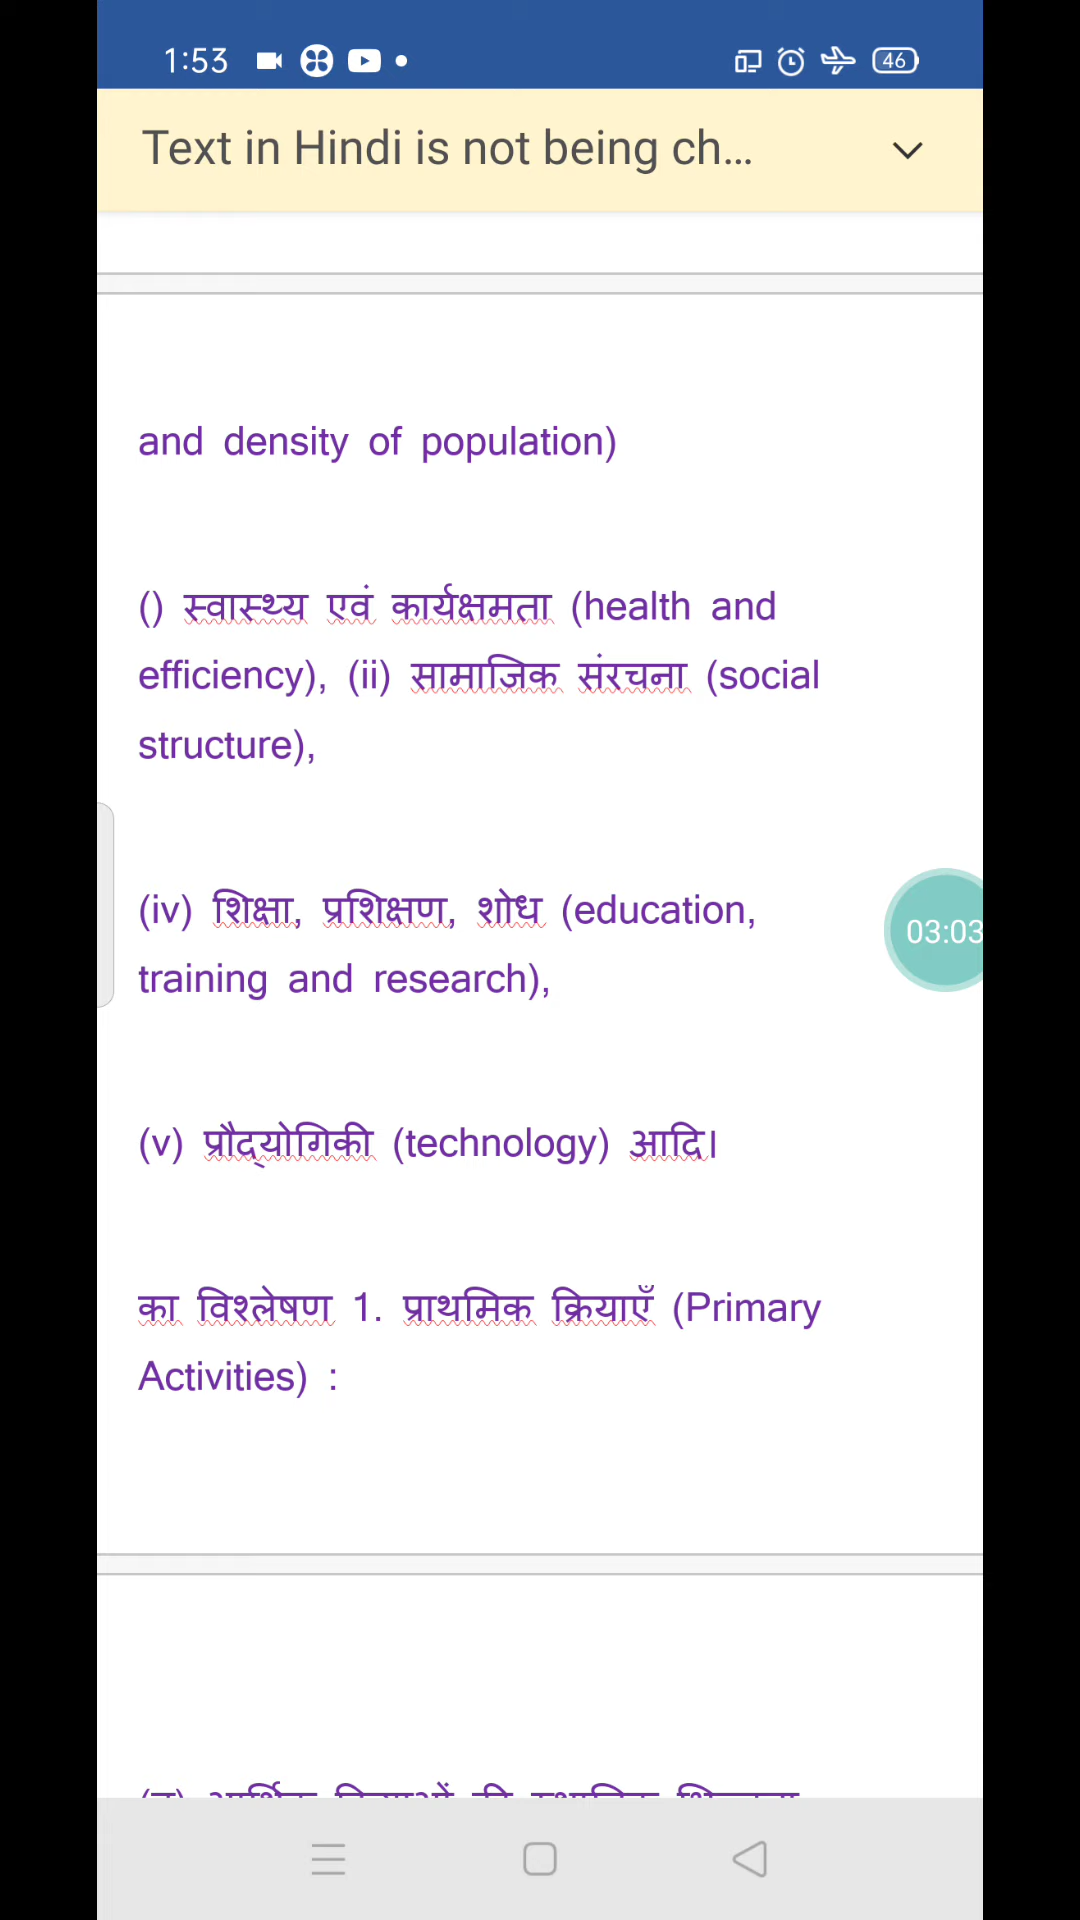 1:53
46
Text in Hindi is not being ch...
and density of population)
() स्वास्थ्य एवं कार्यक्षमता (health and
efficiency), (ii) सामाजिक संरचना (social
structure),
(iv) शिक्षा, प्रशिक्षण, शोध (education,
03:03
training and research),
(v) प्रौद्योगिकी (technology) आदि।
का विश्लेषण 1. प्राथमिक क्रियाएँ (Primary
Activities) :